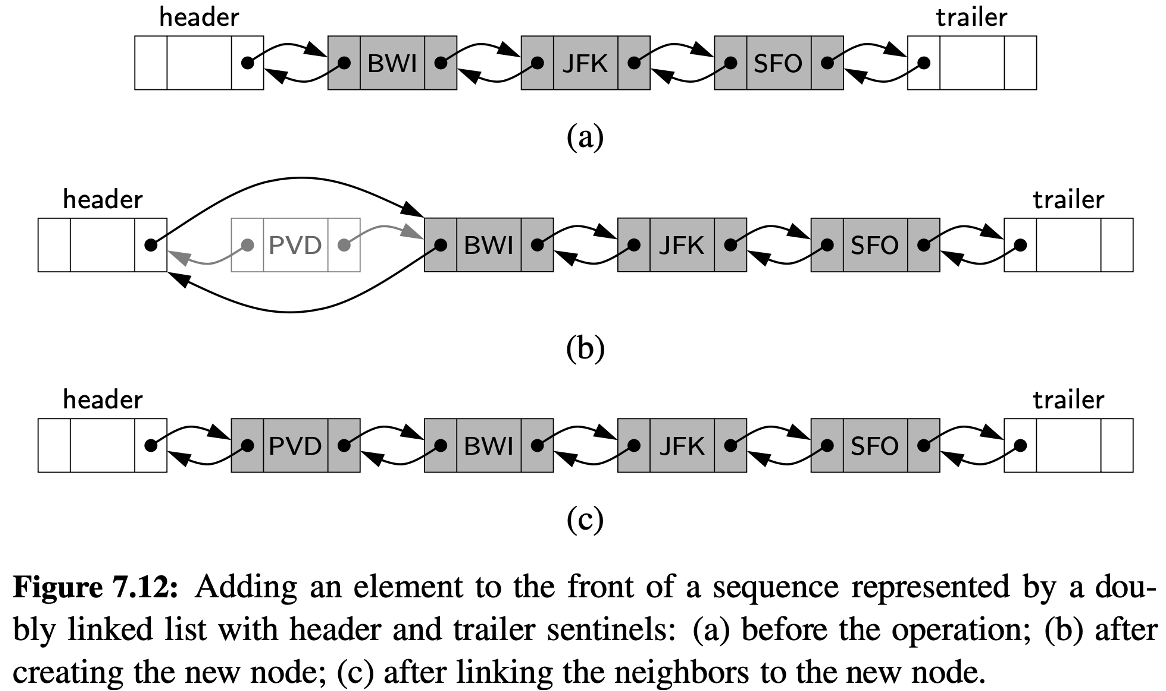 header trailer
BWI JFK SFO
(a)
header trailer
PVD BWI JFK SFO
(b)
header trailer
PVD BWI JFK SFO
(c)
Figure 7.12: Adding an element to the front of a sequence represented by a dou-
bly linked list with header and trailer sentinels: (a) before the operation; (b) after
creating the new node; (c) after linking the neighbors to the new node.